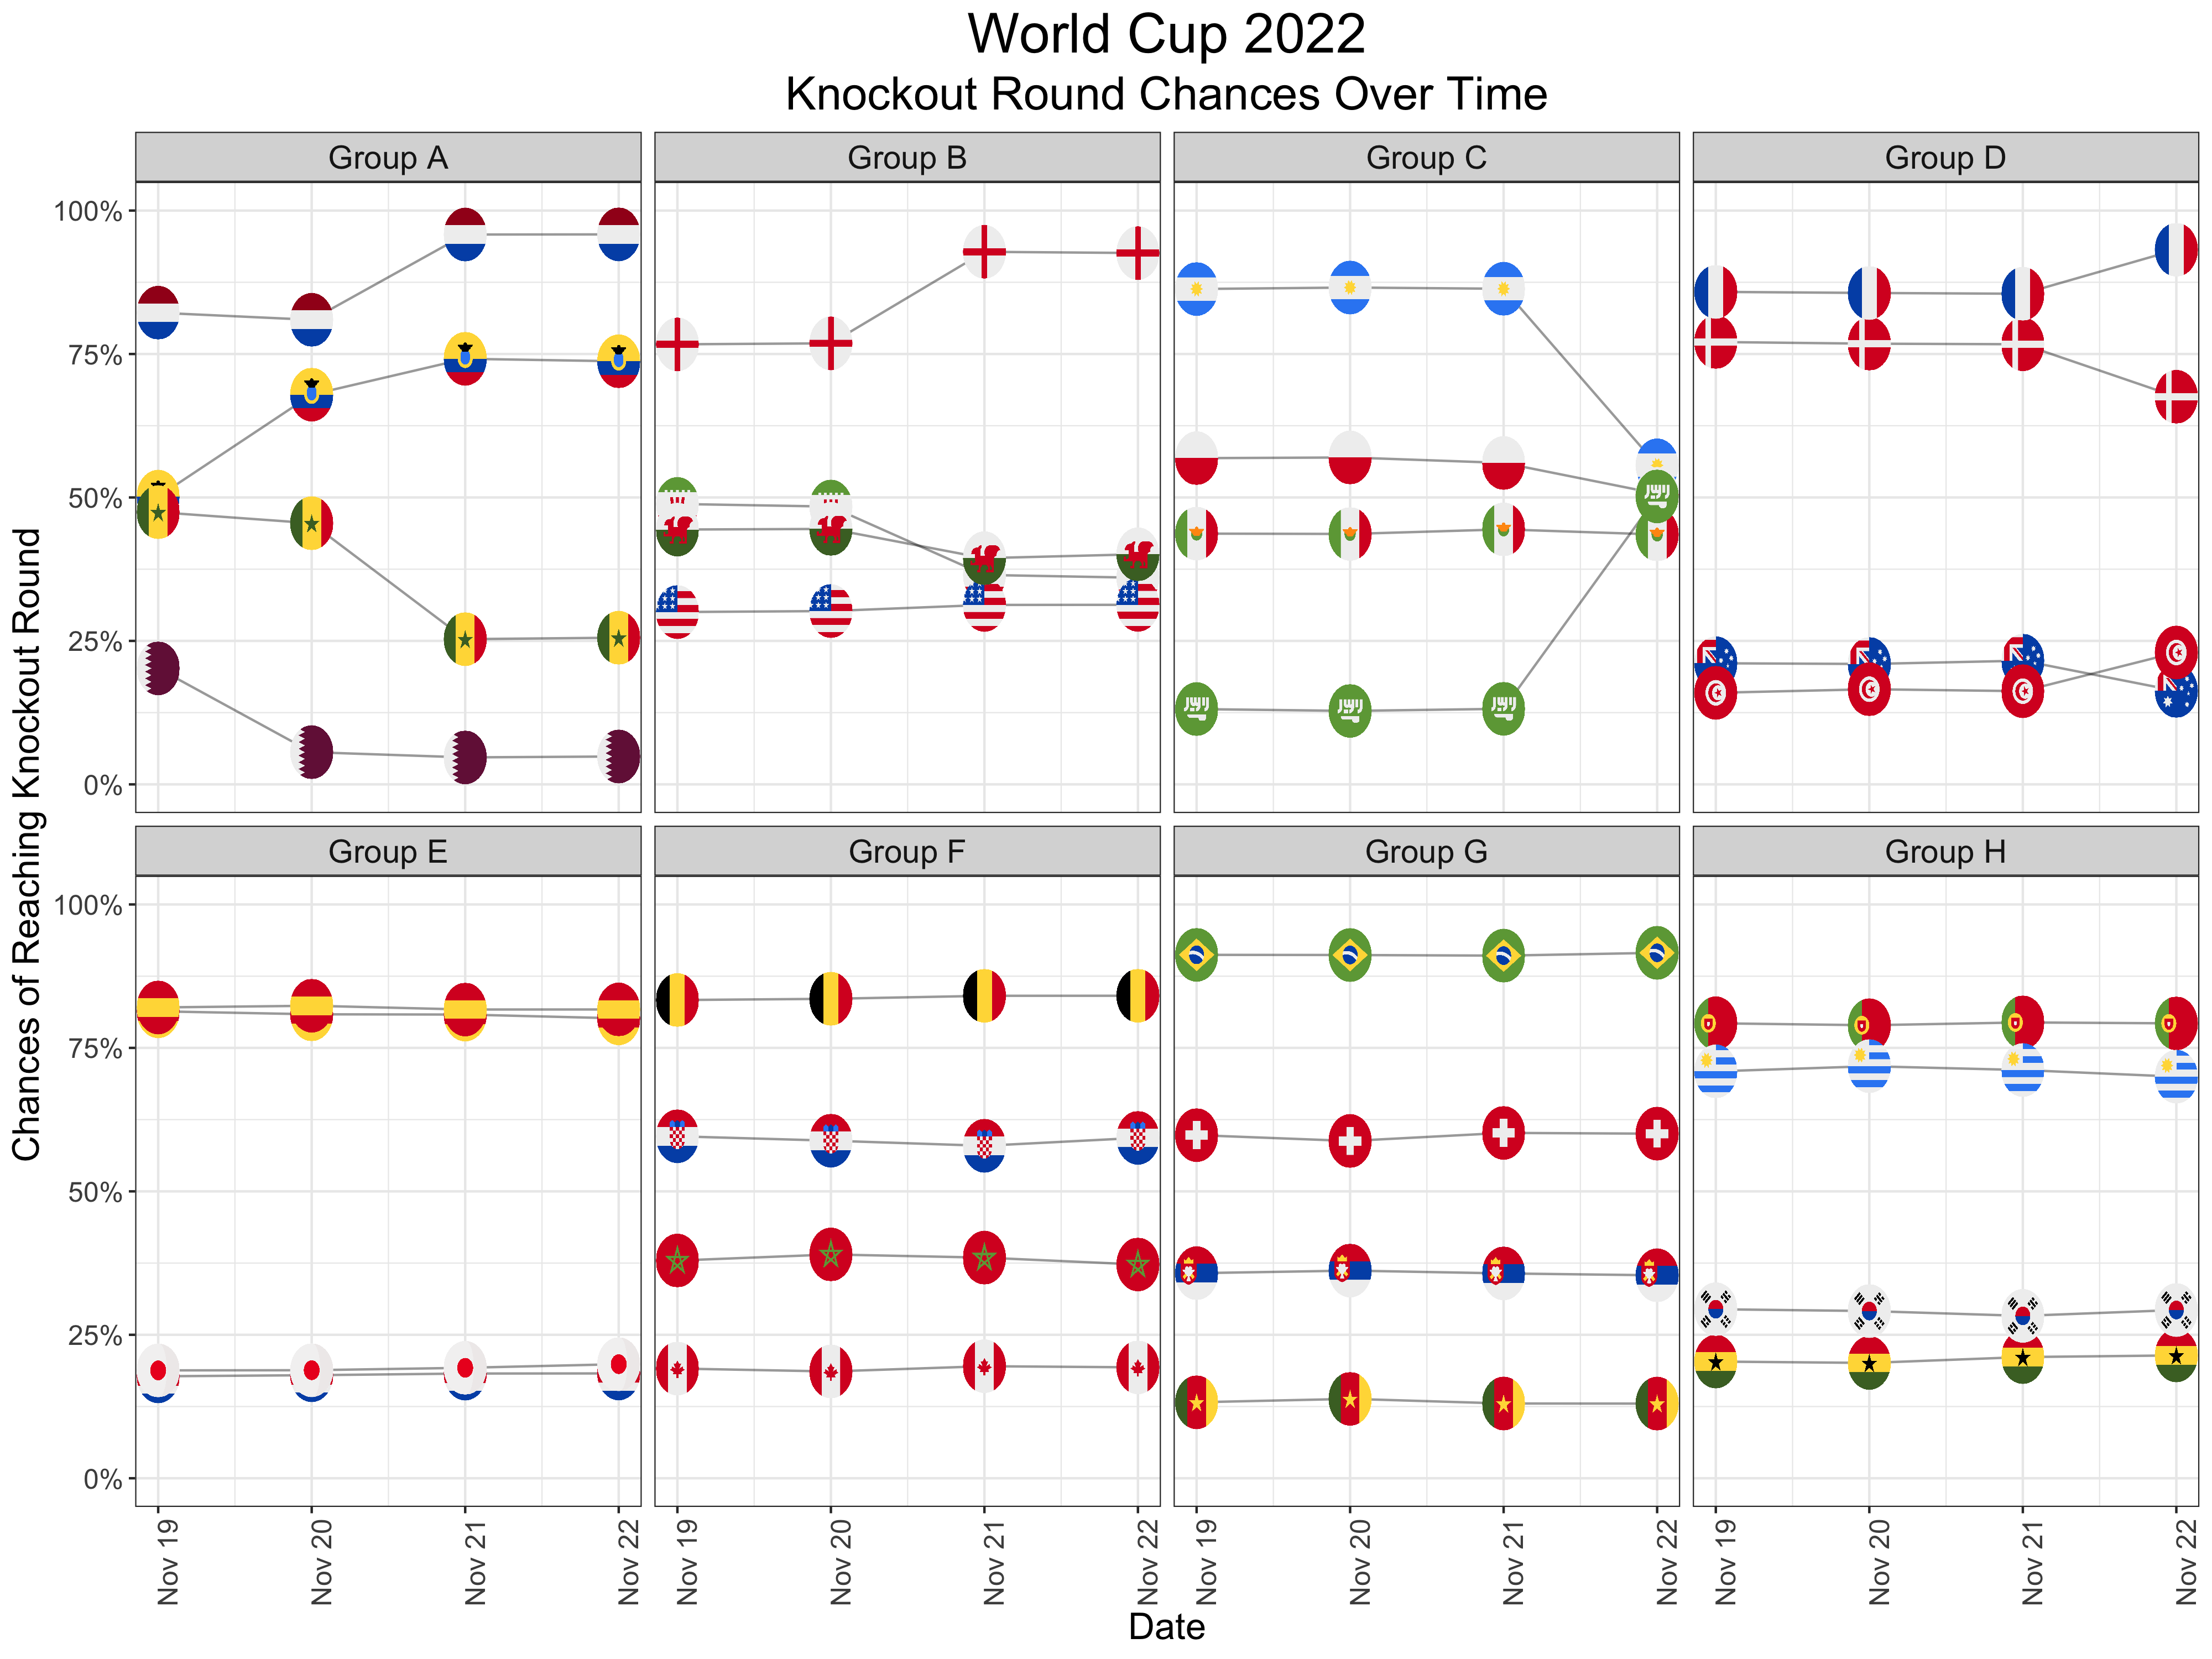 World Cup 2022
Knockout Round Chances Over Time
Group A
Group B
Group C
Group D
100%
75%
50%
25%
0%
Chances of Reaching Knockout Round
Group E
Group F
Group G
Group H
100%
75%
50%
25%
0%
Nov 19
Nov 20
Nov 21
Nov 22
Nov 19
Nov 20
Nov 21
Nov 22
Nov 19
Nov 20
Nov 21
Nov 22
Nov 19
Nov 20
Nov 21
Nov 22
Date